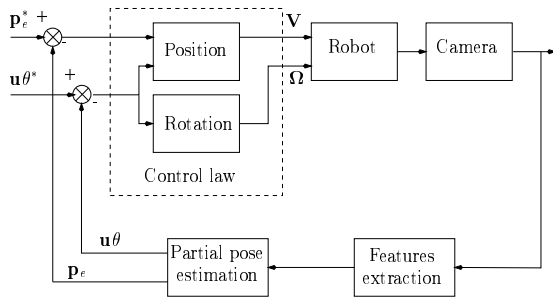 p*e + - V
Position Robot Camera
uθ* + - Ω
Rotation
Control law
uθ Partial pose
estimation
Features
extraction
pe